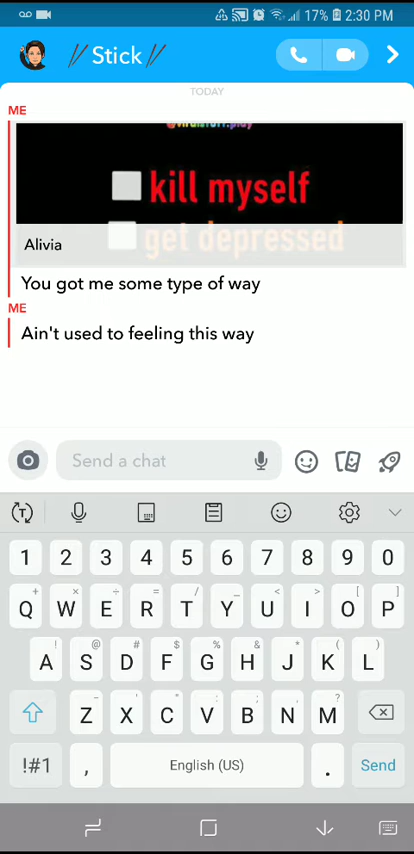 17% 2:30 PM
// Stick //
TODAY
ME
kill myself
get depressed
Alivia
You got me some type of way
ME
Ain't used to feeling this way
Send a chat
T
1 2 3 4 5 6 7 8 9 0
+ × ÷ = / _ < > [ ]
Q W E R T Y U I O P
! @ # $ % & * ( )
A S D F G H J K L
- ' " : ; , ?
Z X C V B N M
!#1 , English (US) . Send